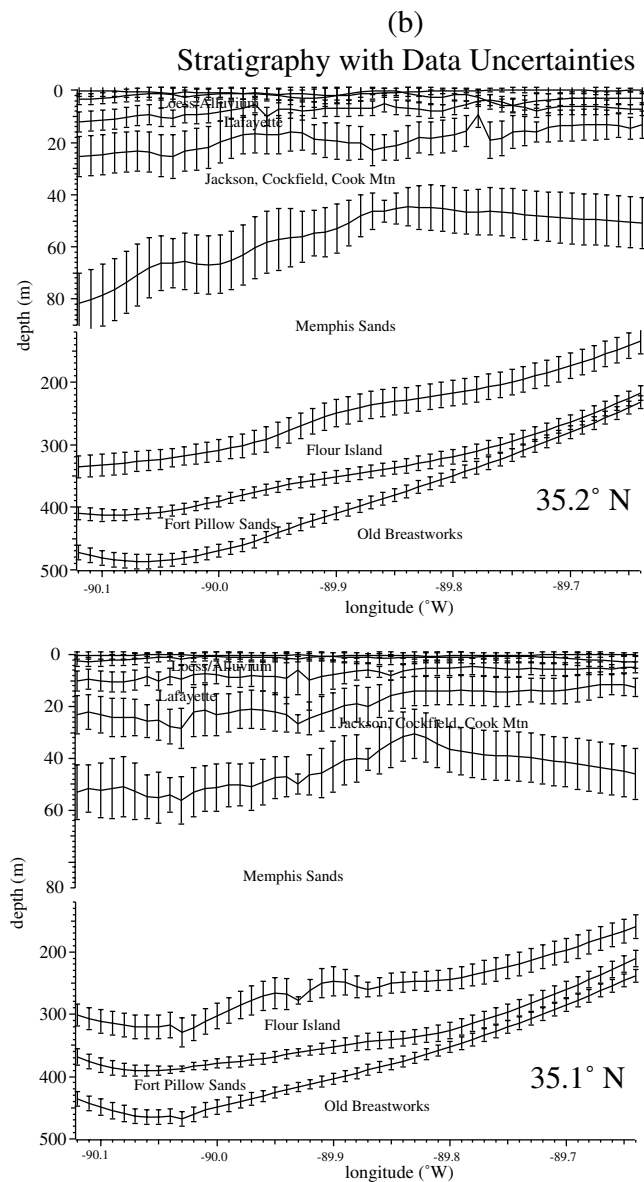 (b)
Stratigraphy with Data Uncertainties
0
Loess/Alluvium
Lafayette
20
Jackson, Cockfield, Cook Mtn
40
60
80
depth (m)
Memphis Sands
200
300
Flour Island
400
35.2° N
Fort Pillow Sands
Old Breastworks
500
-90.1 -90.0 -89.9 -89.8 -89.7
longitude (°W)
0
Loess/Alluvium
Lafayette
20
Jackson, Cockfield, Cook Mtn
40
60
80
depth (m)
Memphis Sands
200
300
Flour Island
400
Fort Pillow Sands
35.1° N
Old Breastworks
500
-90.1 -90.0 -89.9 -89.8 -89.7
longitude (°W)